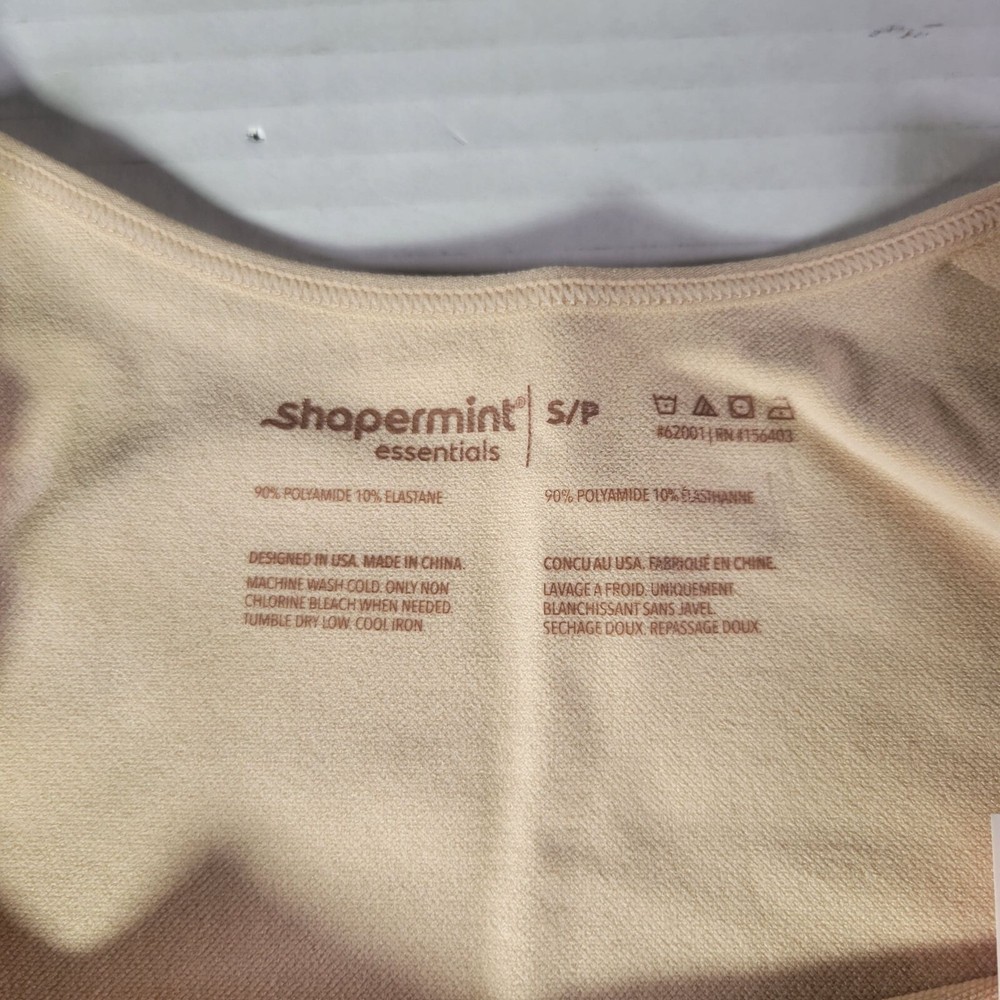 shapermint®
essentials
S/P
#62001 | RN #156403
90% POLYAMIDE 10% ELASTANE
90% POLYAMIDE 10% ÉLASTHANNE
DESIGNED IN USA. MADE IN CHINA.
MACHINE WASH COLD. ONLY NON
CHLORINE BLEACH WHEN NEEDED.
TUMBLE DRY LOW. COOL IRON.
CONCU AU USA. FABRIQUÉ EN CHINE.
LAVAGE A FROID. UNIQUEMENT
BLANCHISSANT SANS JAVEL.
SECHAGE DOUX. REPASSAGE DOUX.